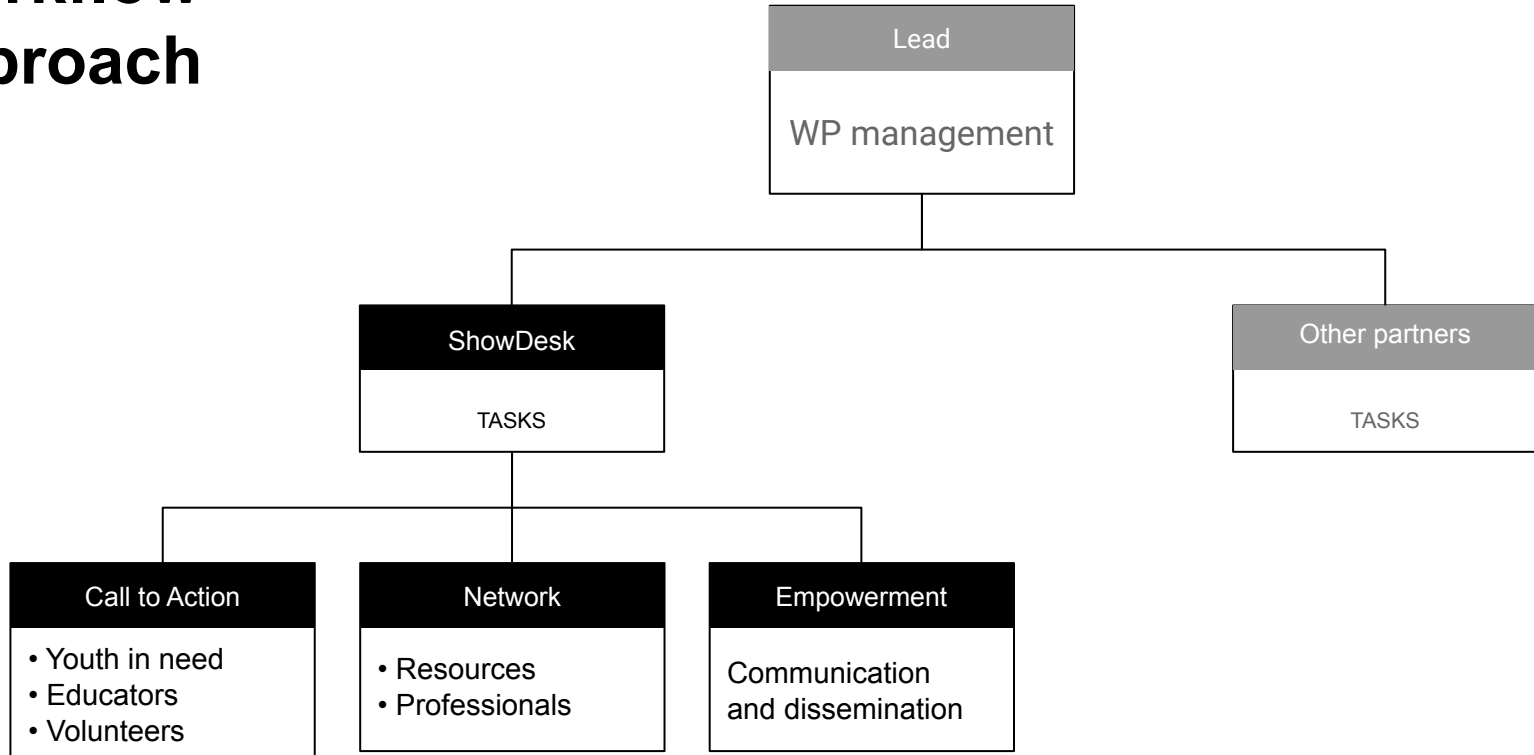 proach
Lead
WP management
ShowDesk
TASKS
Other partners
TASKS
Call to Action
• Youth in need
• Educators
• Volunteers
Network
• Resources
• Professionals
Empowerment
Communication
and dissemination